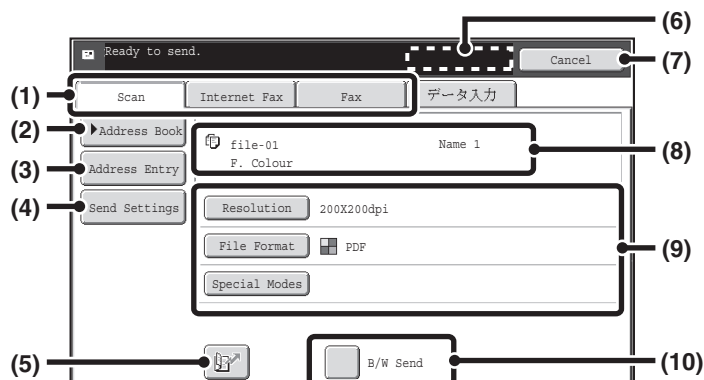 (6)
Ready to send.
Cancel
(7)
(1)
Scan
Internet Fax
Fax
データ入力
(2)
Address Book
file-01
Name 1
(8)
F. Colour
(3)
Address Entry
(4)
Send Settings
Resolution
200X200dpi
File Format
PDF
(9)
Special Modes
(5)
B/W Send
(10)